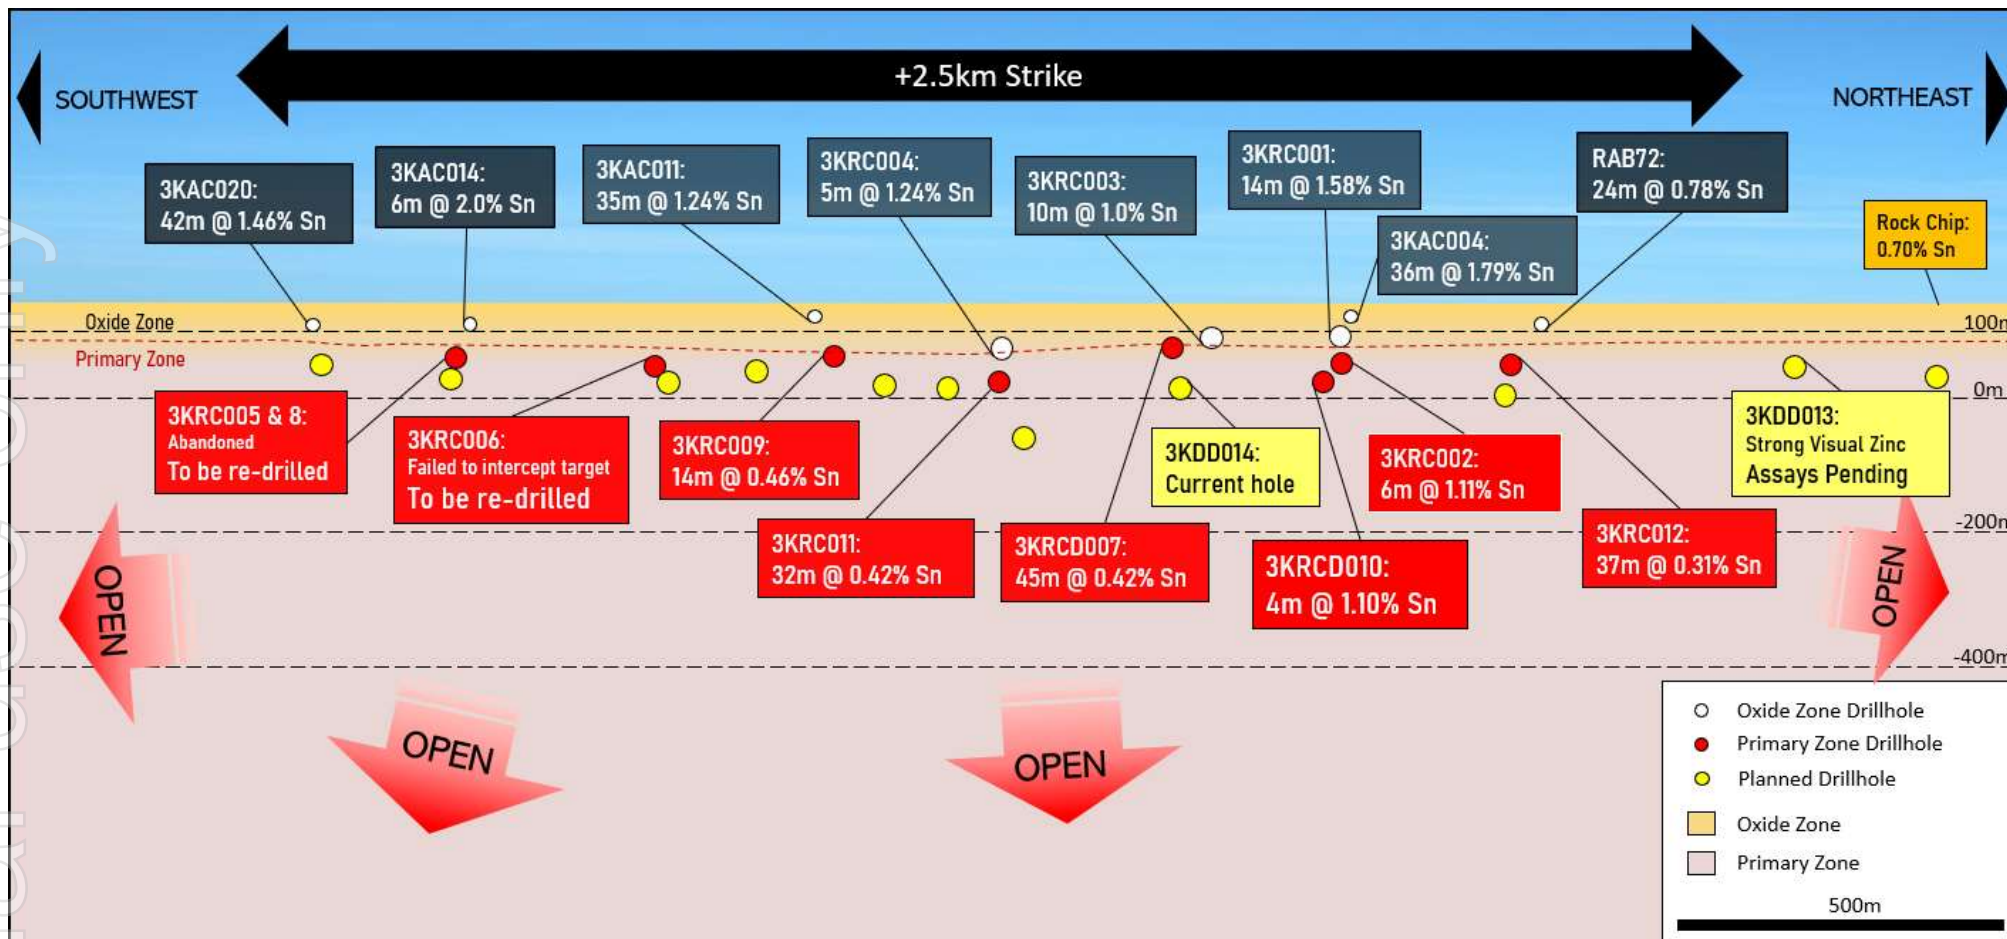 +2.5km Strike
SOUTHWEST
NORTHEAST
3KAC020:
42m @ 1.46% Sn
3KAC014:
6m @ 2.0% Sn
3KAC011:
35m @ 1.24% Sn
3KRC004:
5m @ 1.24% Sn
3KRC003:
10m @ 1.0% Sn
3KRC001:
14m @ 1.58% Sn
3KAC004:
36m @ 1.79% Sn
RAB72:
24m @ 0.78% Sn
Rock Chip:
0.70% Sn
Oxide Zone
100m
Primary Zone
0m
3KRC005 & 8:
Abandoned
To be re-drilled
3KRC006:
Failed to intercept target
To be re-drilled
3KRC009:
14m @ 0.46% Sn
3KRC011:
32m @ 0.42% Sn
3KRCD007:
45m @ 0.42% Sn
3KDD014:
Current hole
3KRCD010:
4m @ 1.10% Sn
3KRC002:
6m @ 1.11% Sn
3KRC012:
37m @ 0.31% Sn
3KDD013:
Strong Visual Zinc
Assays Pending
-200m
-400m
OPEN
OPEN
OPEN
OPEN
Oxide Zone Drillhole
Primary Zone Drillhole
Planned Drillhole
Oxide Zone
Primary Zone
500m